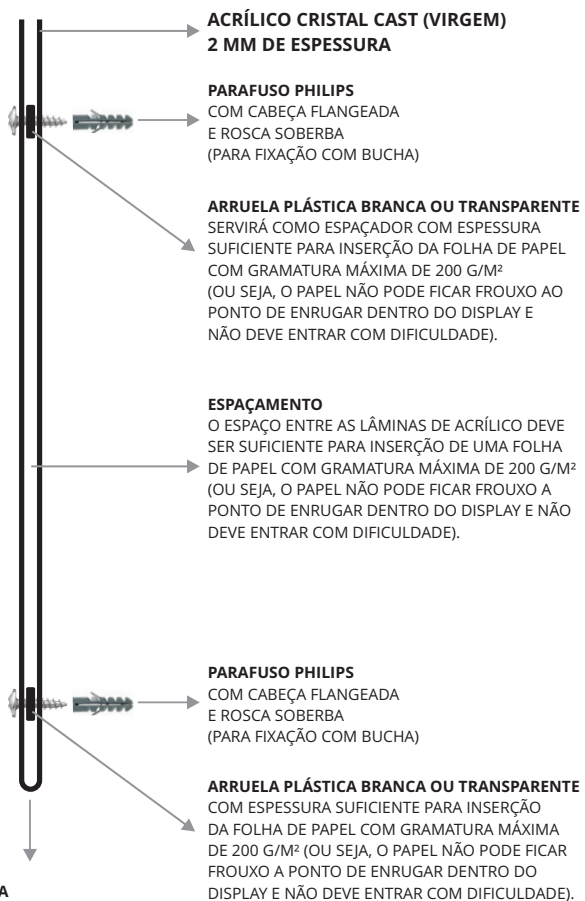 ACRÍLICO CRISTAL CAST (VIRGEM)
2 MM DE ESPESSURA
PARAFUSO PHILIPS
COM CABEÇA FLANGEADA
E ROSCA SOBERBA
(PARA FIXAÇÃO COM BUCHA)
ARRUELA PLÁSTICA BRANCA OU TRANSPARENTE
SERVIRÁ COMO ESPAÇADOR COM ESPESSURA
SUFICIENTE PARA INSERÇÃO DA FOLHA DE PAPEL
COM GRAMATURA MÁXIMA DE 200 G/M²
(OU SEJA, O PAPEL NÃO PODE FICAR FROUXO AO
PONTO DE ENRUGAR DENTRO DO DISPLAY E
NÃO DEVE ENTRAR COM DIFICULDADE).
ESPAÇAMENTO
O ESPAÇO ENTRE AS LÂMINAS DE ACRÍLICO DEVE
SER SUFICIENTE PARA INSERÇÃO DE UMA FOLHA
DE PAPEL COM GRAMATURA MÁXIMA DE 200 G/M²
(OU SEJA, O PAPEL NÃO PODE FICAR FROUXO A
PONTO DE ENRUGAR DENTRO DO DISPLAY E NÃO
DEVE ENTRAR COM DIFICULDADE).
PARAFUSO PHILIPS
COM CABEÇA FLANGEADA
E ROSCA SOBERBA
(PARA FIXAÇÃO COM BUCHA)
ARRUELA PLÁSTICA BRANCA OU TRANSPARENTE
COM ESPESSURA SUFICIENTE PARA INSERÇÃO
DA FOLHA DE PAPEL COM GRAMATURA MÁXIMA
DE 200 G/M² (OU SEJA, O PAPEL NÃO PODE FICAR
FROUXO A PONTO DE ENRUGAR DENTRO DO
DISPLAY E NÃO DEVE ENTRAR COM DIFICULDADE).
A